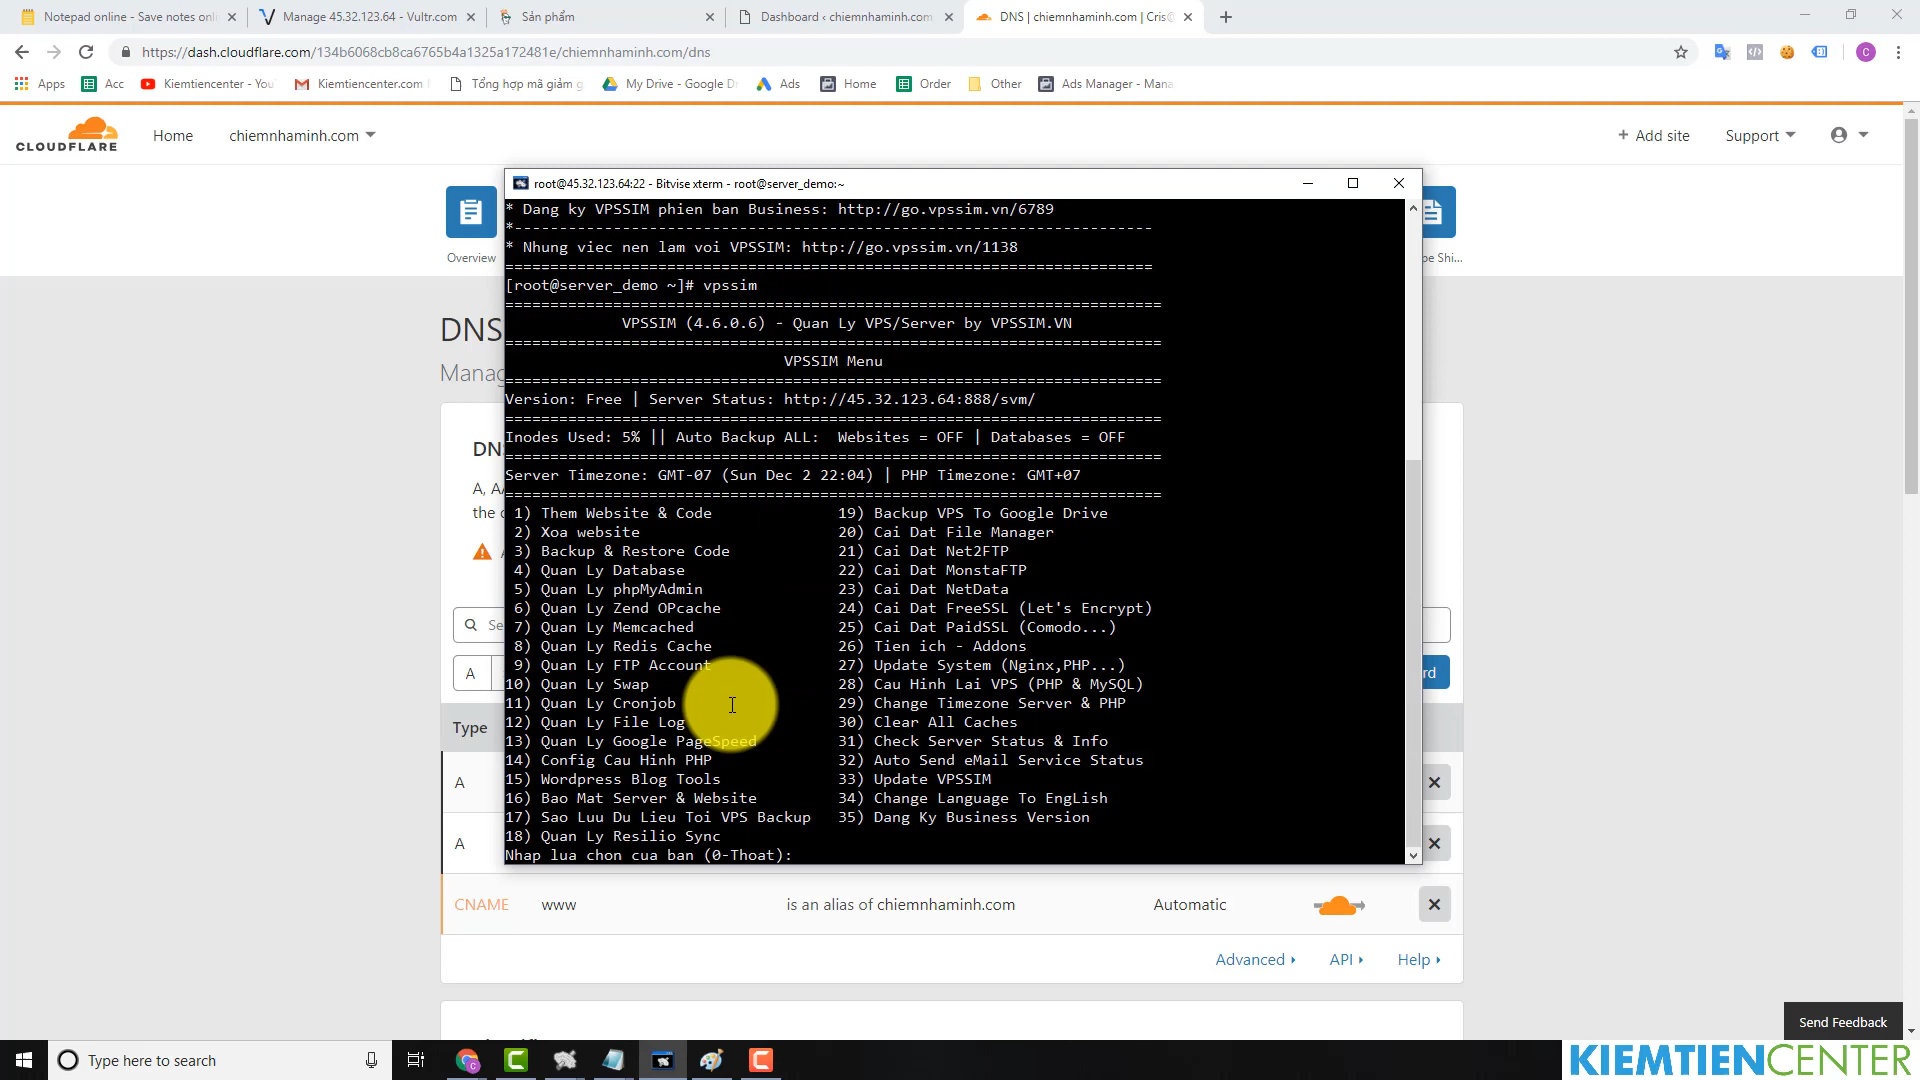 Notepad online - Save notes onli
Manage 45.32.123.64 - Vultr.com
Sản phẩm
Dashboard ‹ chiemnhaminh.com
DNS | chiemnhaminh.com | Cris@
https://dash.cloudflare.com/134b6068cb8ca6765b4a1325a172481e/chiemnhaminh.com/dns
C
Apps
Acc
Kiemtiencenter - You
Kiemtiencenter.com
Tổng hợp mã giảm g
My Drive - Google Dr
Ads
Home
Order
Other
Ads Manager - Mana
CLOUDFLARE
Home
chiemnhaminh.com
+ Add site
Support
Overview
pe Shi...
root@45.32.123.64:22 - Bitvise xterm - root@server_demo:~
* Dang ky VPSSIM phien ban Business: http://go.vpssim.vn/6789
*-----------------------------------------------------------------------
* Nhung viec nen lam voi VPSSIM: http://go.vpssim.vn/1138
========================================================================
[root@server_demo ~]# vpssim
=========================================================================
VPSSIM (4.6.0.6) - Quan Ly VPS/Server by VPSSIM.VN
=========================================================================
VPSSIM Menu
=========================================================================
Version: Free | Server Status: http://45.32.123.64:888/svm/
=========================================================================
Inodes Used: 5% || Auto Backup ALL:  Websites = OFF | Databases = OFF
=========================================================================
Server Timezone: GMT-07 (Sun Dec 2 22:04) | PHP Timezone: GMT+07
=========================================================================
1) Them Website & Code 19) Backup VPS To Google Drive
2) Xoa website 20) Cai Dat File Manager
3) Backup & Restore Code 21) Cai Dat Net2FTP
4) Quan Ly Database 22) Cai Dat MonstaFTP
5) Quan Ly phpMyAdmin 23) Cai Dat NetData
6) Quan Ly Zend OPcache 24) Cai Dat FreeSSL (Let's Encrypt)
7) Quan Ly Memcached 25) Cai Dat PaidSSL (Comodo...)
8) Quan Ly Redis Cache 26) Tien ich - Addons
9) Quan Ly FTP Account 27) Update System (Nginx,PHP...)
10) Quan Ly Swap 28) Cau Hinh Lai VPS (PHP & MySQL)
11) Quan Ly Cronjob 29) Change Timezone Server & PHP
12) Quan Ly File Log 30) Clear All Caches
13) Quan Ly Google PageSpeed 31) Check Server Status & Info
14) Config Cau Hinh PHP 32) Auto Send eMail Service Status
15) Wordpress Blog Tools 33) Update VPSSIM
16) Bao Mat Server & Website 34) Change Language To EngLish
17) Sao Luu Du Lieu Toi VPS Backup 35) Dang Ky Business Version
18) Quan Ly Resilio Sync
Nhap lua chon cua ban (0-Thoat):
DNS
Manag
DN
A, AA
the c
A
Se
A
rd
Type
A
A
CNAME www is an alias of chiemnhaminh.com Automatic
Advanced
API
Help
Send Feedback
Type here to search
KIEMTIENCENTER